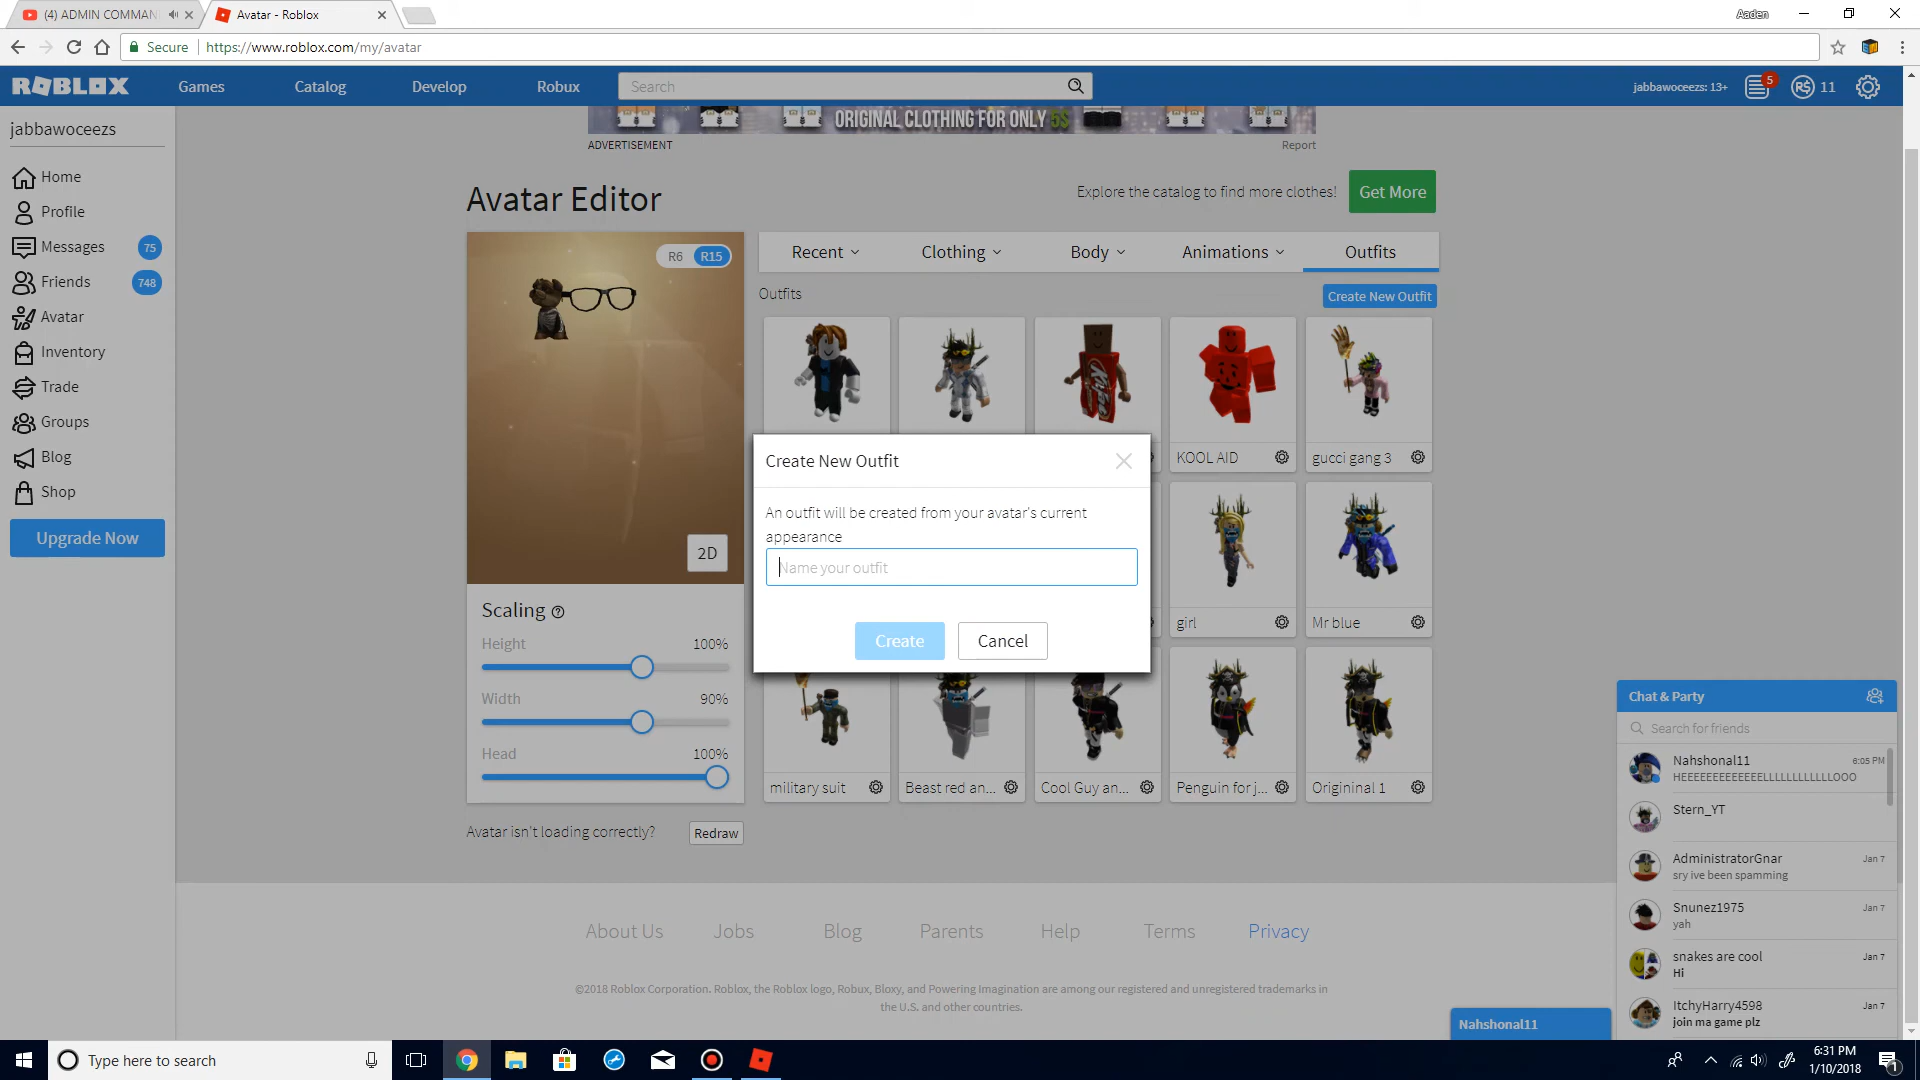 (4) ADMIN COMMAN
Avatar - Roblox
Aaden
Secure
https://www.roblox.com/my/avatar
ROBLOX
Games
Catalog
Develop
Robux
Search
jabbawoceezs: 13+
5
R$ 11
jabbawoceezs
Home
Profile
Messages 75
Friends 748
Avatar
Inventory
Trade
Groups
Blog
Shop
Upgrade Now
ORIGINAL CLOTHING FOR ONLY 5$
ADVERTISEMENT
Report
Avatar Editor
Explore the catalog to find more clothes!
Get More
R6 R15
2D
Recent
Clothing
Body
Animations
Outfits
Outfits
Create New Outfit
KOOL AID
gucci gang 3
girl
Mr blue
military suit
Beast red an...
Cool Guy an...
Penguin for j...
Origininal 1
Create New Outfit
An outfit will be created from your avatar's current
appearance
Name your outfit
Create
Cancel
Scaling
Height 100%
Width 90%
Head 100%
Avatar isn't loading correctly?
Redraw
About Us
Jobs
Blog
Parents
Help
Terms
Privacy
©2018 Roblox Corporation. Roblox, the Roblox logo, Robux, Bloxy, and Powering Imagination are among our registered and unregistered trademarks in
the U.S. and other countries.
Chat & Party
Search for friends
Nahshonal11 6:05 PM
HEEEEEEEEEEEEELLLLLLLLLLLLOOO
Stern_YT
AdministratorGnar Jan 7
sry ive been spamming
Snunez1975 Jan 7
yah
snakes are cool Jan 7
Hi
ItchyHarry4598 Jan 7
join ma game plz
Nahshonal11
Type here to search
6:31 PM
1/10/2018
1